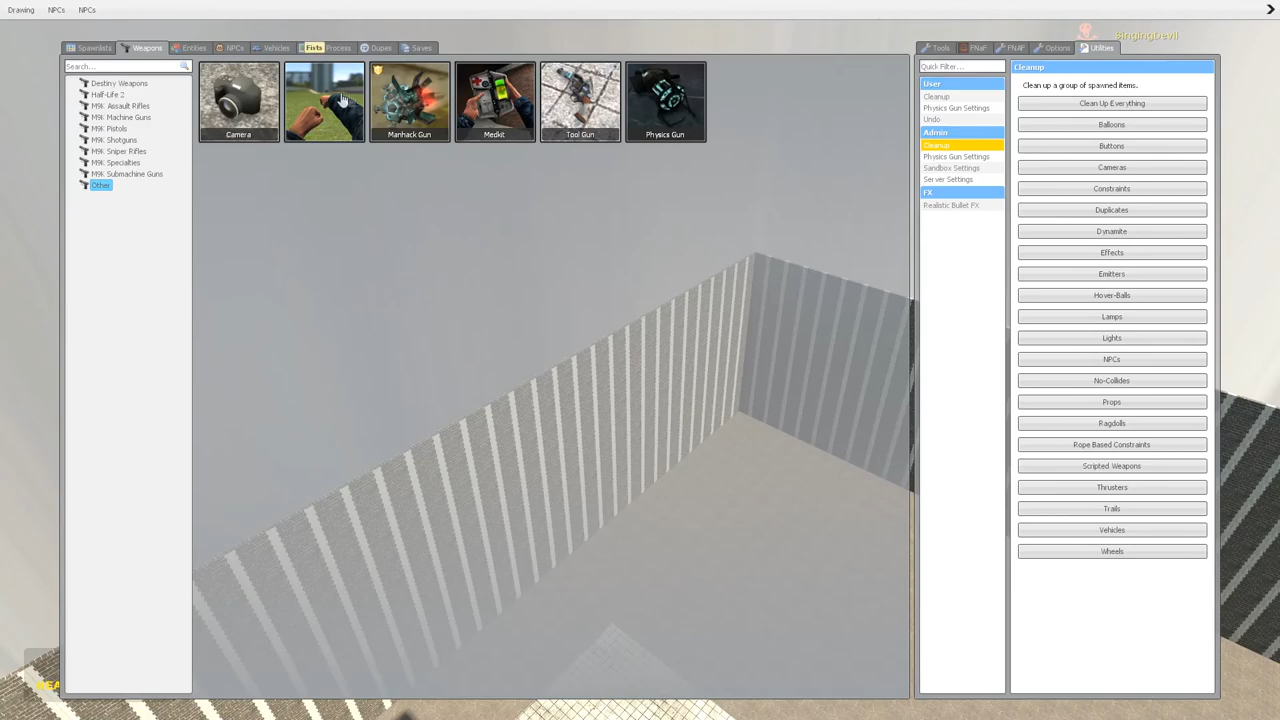 Drawing NPCs NPCs
SingingDevil
Spawnlists Weapons Entities NPCs Vehicles Fists Process Dupes Saves
Tools FNaF FNAF Options Utilities
Search...
Destiny Weapons
Half-Life 2
M9K Assault Rifles
M9K Machine Guns
M9K Pistols
M9K Shotguns
M9K Sniper Rifles
M9K Specialties
M9K Submachine Guns
Other
Camera
Manhack Gun
Medkit
Tool Gun
Physics Gun
Quick Filter...
User
Cleanup
Physics Gun Settings
Undo
Admin
Cleanup
Physics Gun Settings
Sandbox Settings
Server Settings
FX
Realistic Bullet FX
Cleanup
Clean up a group of spawned items.
Clean Up Everything
Balloons
Buttons
Cameras
Constraints
Duplicates
Dynamite
Effects
Emitters
Hover-Balls
Lamps
Lights
NPCs
No-Collides
Props
Ragdolls
Rope Based Constraints
Scripted Weapons
Thrusters
Trails
Vehicles
Wheels